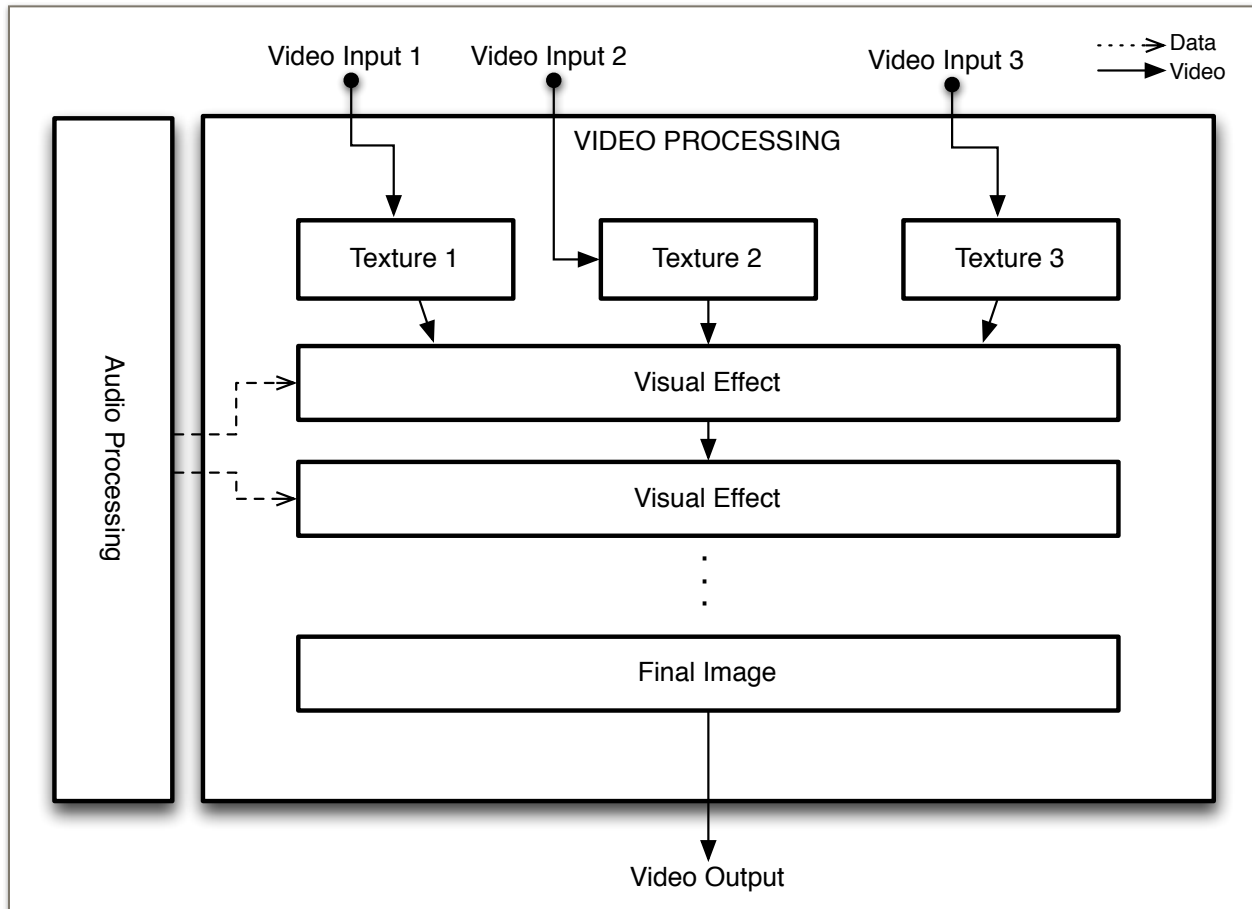 Video Input 1
Video Input 2
Video Input 3
Data
Video
VIDEO PROCESSING
Texture 1
Texture 2
Texture 3
Audio Processing
Visual Effect
Visual Effect
Final Image
Video Output